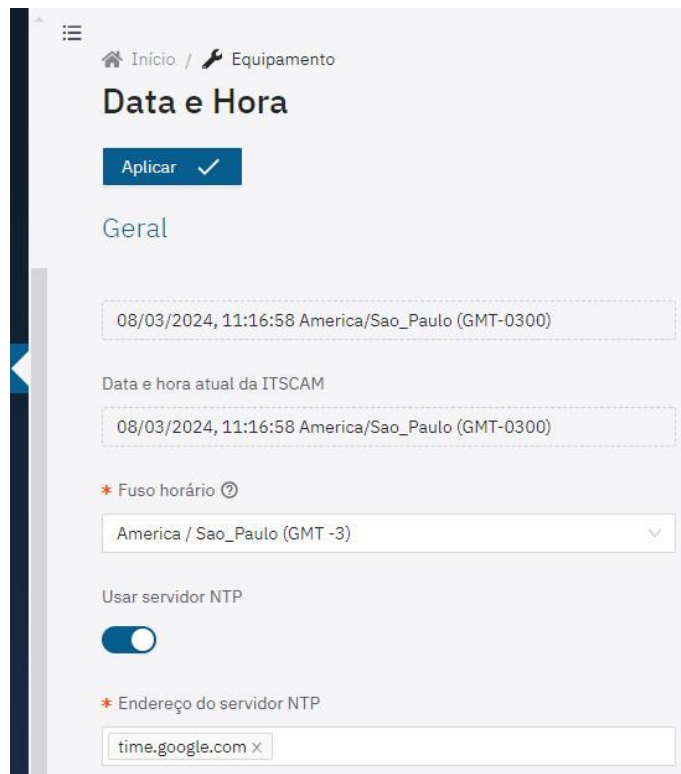 Início / Equipamento
Data e Hora
Aplicar
Geral
08/03/2024, 11:16:58 America/Sao_Paulo (GMT-0300)
Data e hora atual da ITSCAM
08/03/2024, 11:16:58 America/Sao_Paulo (GMT-0300)
* Fuso horário
America / Sao_Paulo (GMT -3)
Usar servidor NTP
* Endereço do servidor NTP
time.google.com ×